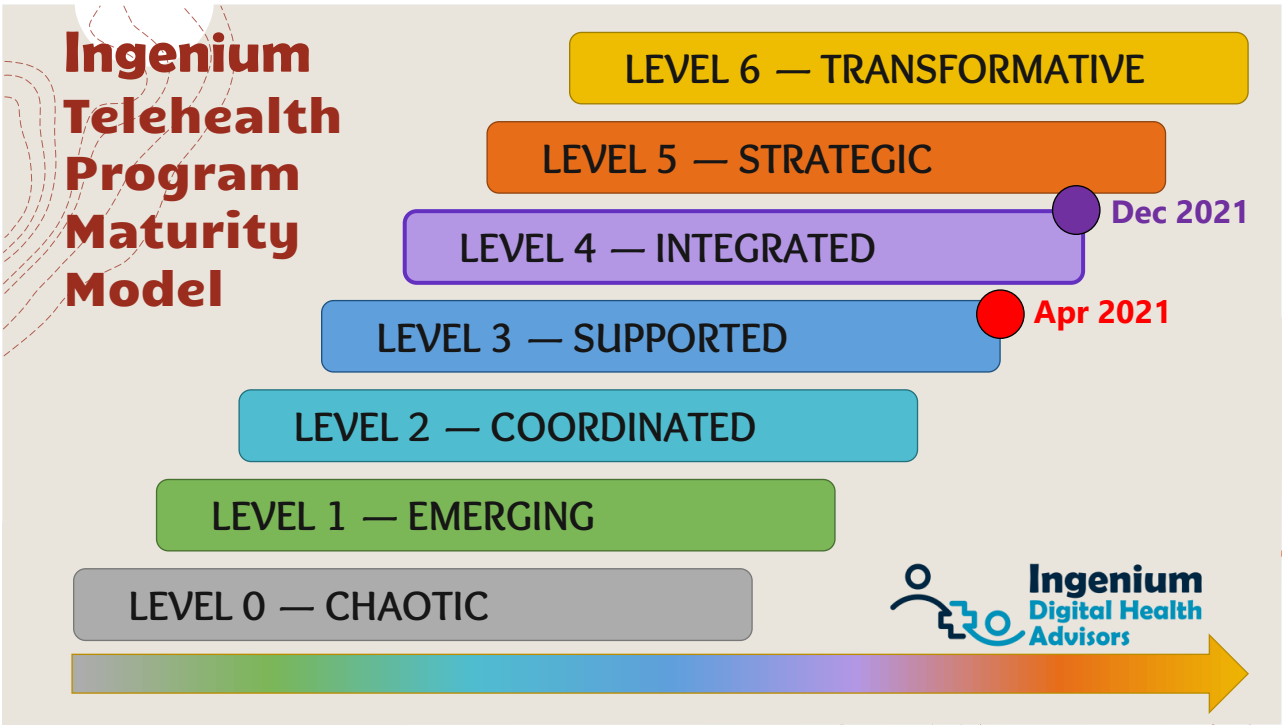 Ingenium
Telehealth
Program
Maturity
Model
LEVEL 6 — TRANSFORMATIVE
LEVEL 5 — STRATEGIC
Dec 2021
LEVEL 4 — INTEGRATED
Apr 2021
LEVEL 3 — SUPPORTED
LEVEL 2 — COORDINATED
LEVEL 1 — EMERGING
LEVEL 0 — CHAOTIC
Ingenium
Digital Health
Advisors